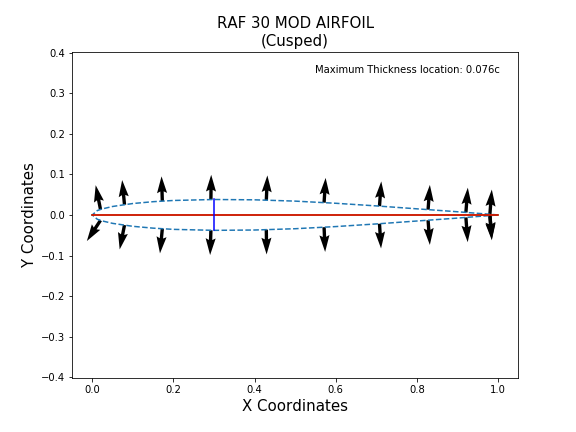 RAF 30 MOD AIRFOIL
(Cusped)
Maximum Thickness location: 0.076c
Y Coordinates
0.4
0.3
0.2
0.1
0.0
−0.1
−0.2
−0.3
−0.4
0.0 0.2 0.4 0.6 0.8 1.0
X Coordinates